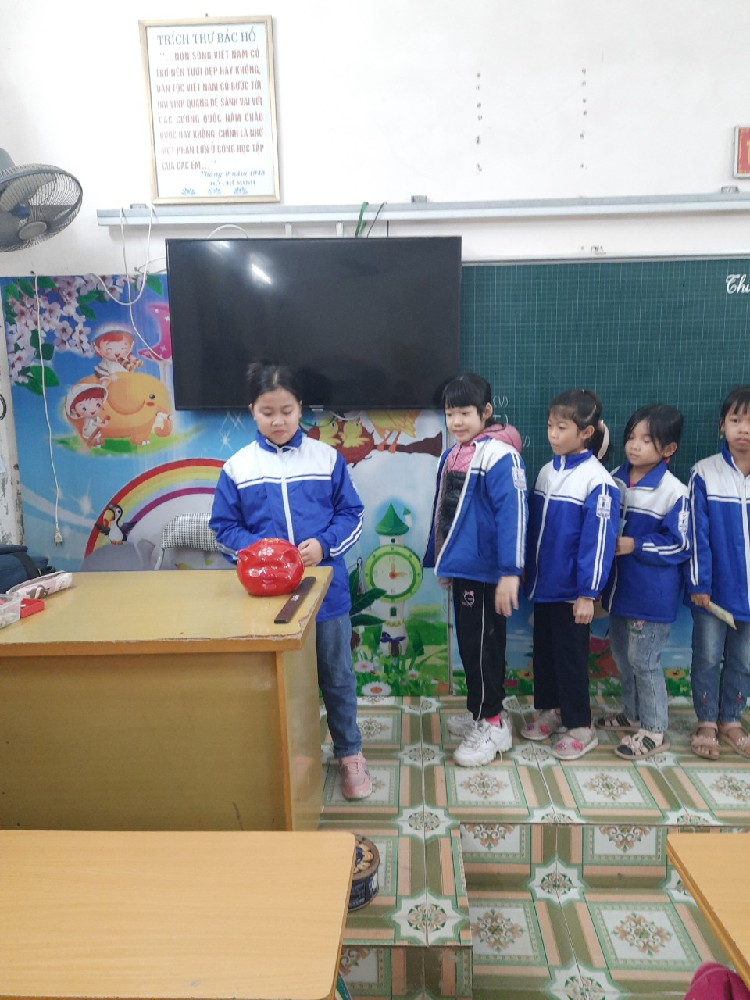 TRÍCH THƯ BÁC HỒ
"...NON SÔNG VIỆT NAM CÓ
TRỞ NÊN TƯƠI ĐẸP HAY KHÔNG,
DÂN TỘC VIỆT NAM CÓ BƯỚC TỚI
ĐÀI VINH QUANG ĐỂ SÁNH VAI VỚI
CÁC CƯỜNG QUỐC NĂM CHÂU
ĐƯỢC HAY KHÔNG, CHÍNH LÀ NHỜ
MỘT PHẦN LỚN Ở CÔNG HỌC TẬP
CỦA CÁC EM..."
Tháng 9 năm 1945
HỒ CHÍ MINH
Thứ
(V)